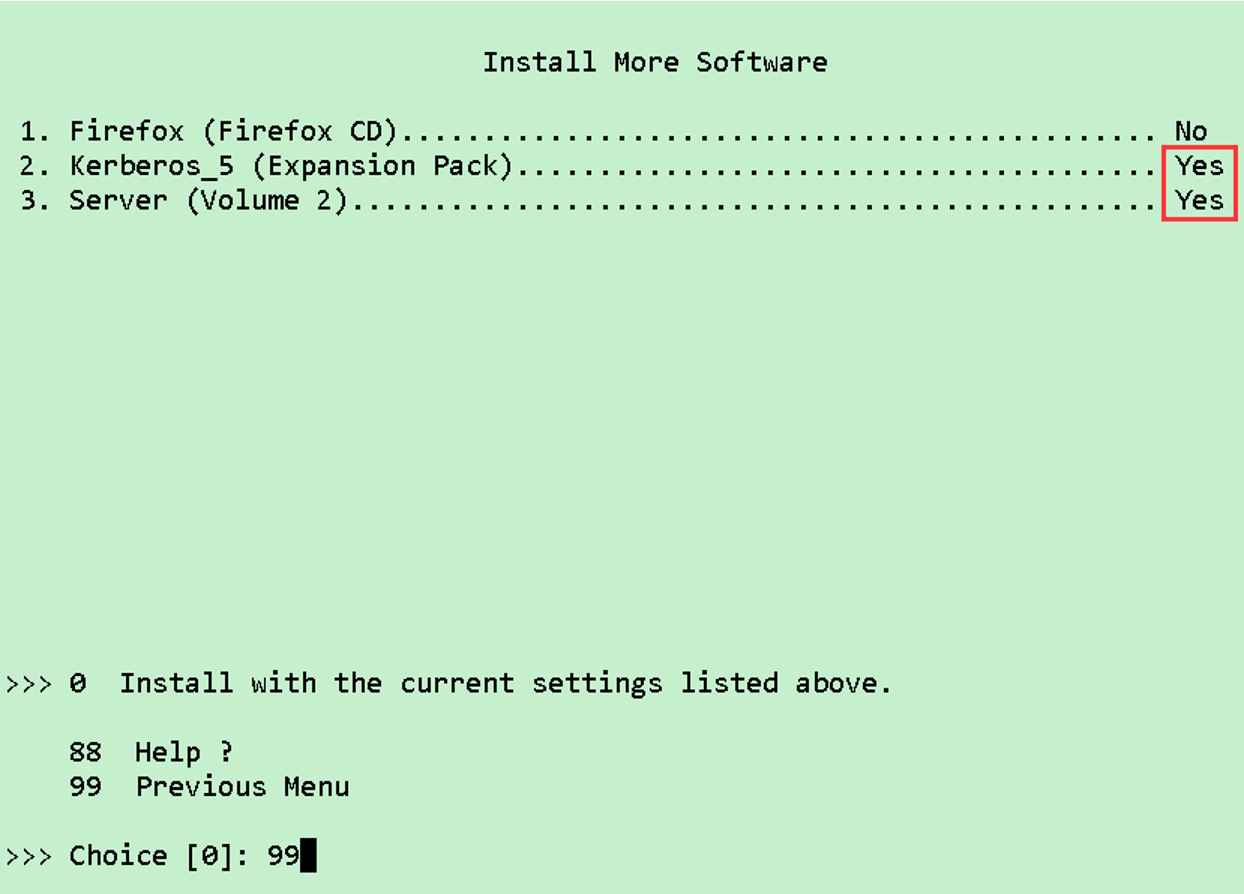 Install More Software
1. Firefox (Firefox CD).............................................. No
2. Kerberos_5 (Expansion Pack)....................................... Yes
3. Server (Volume 2)................................................. Yes
>>> 0 Install with the current settings listed above.
88 Help ?
99 Previous Menu
>>> Choice [0]: 99